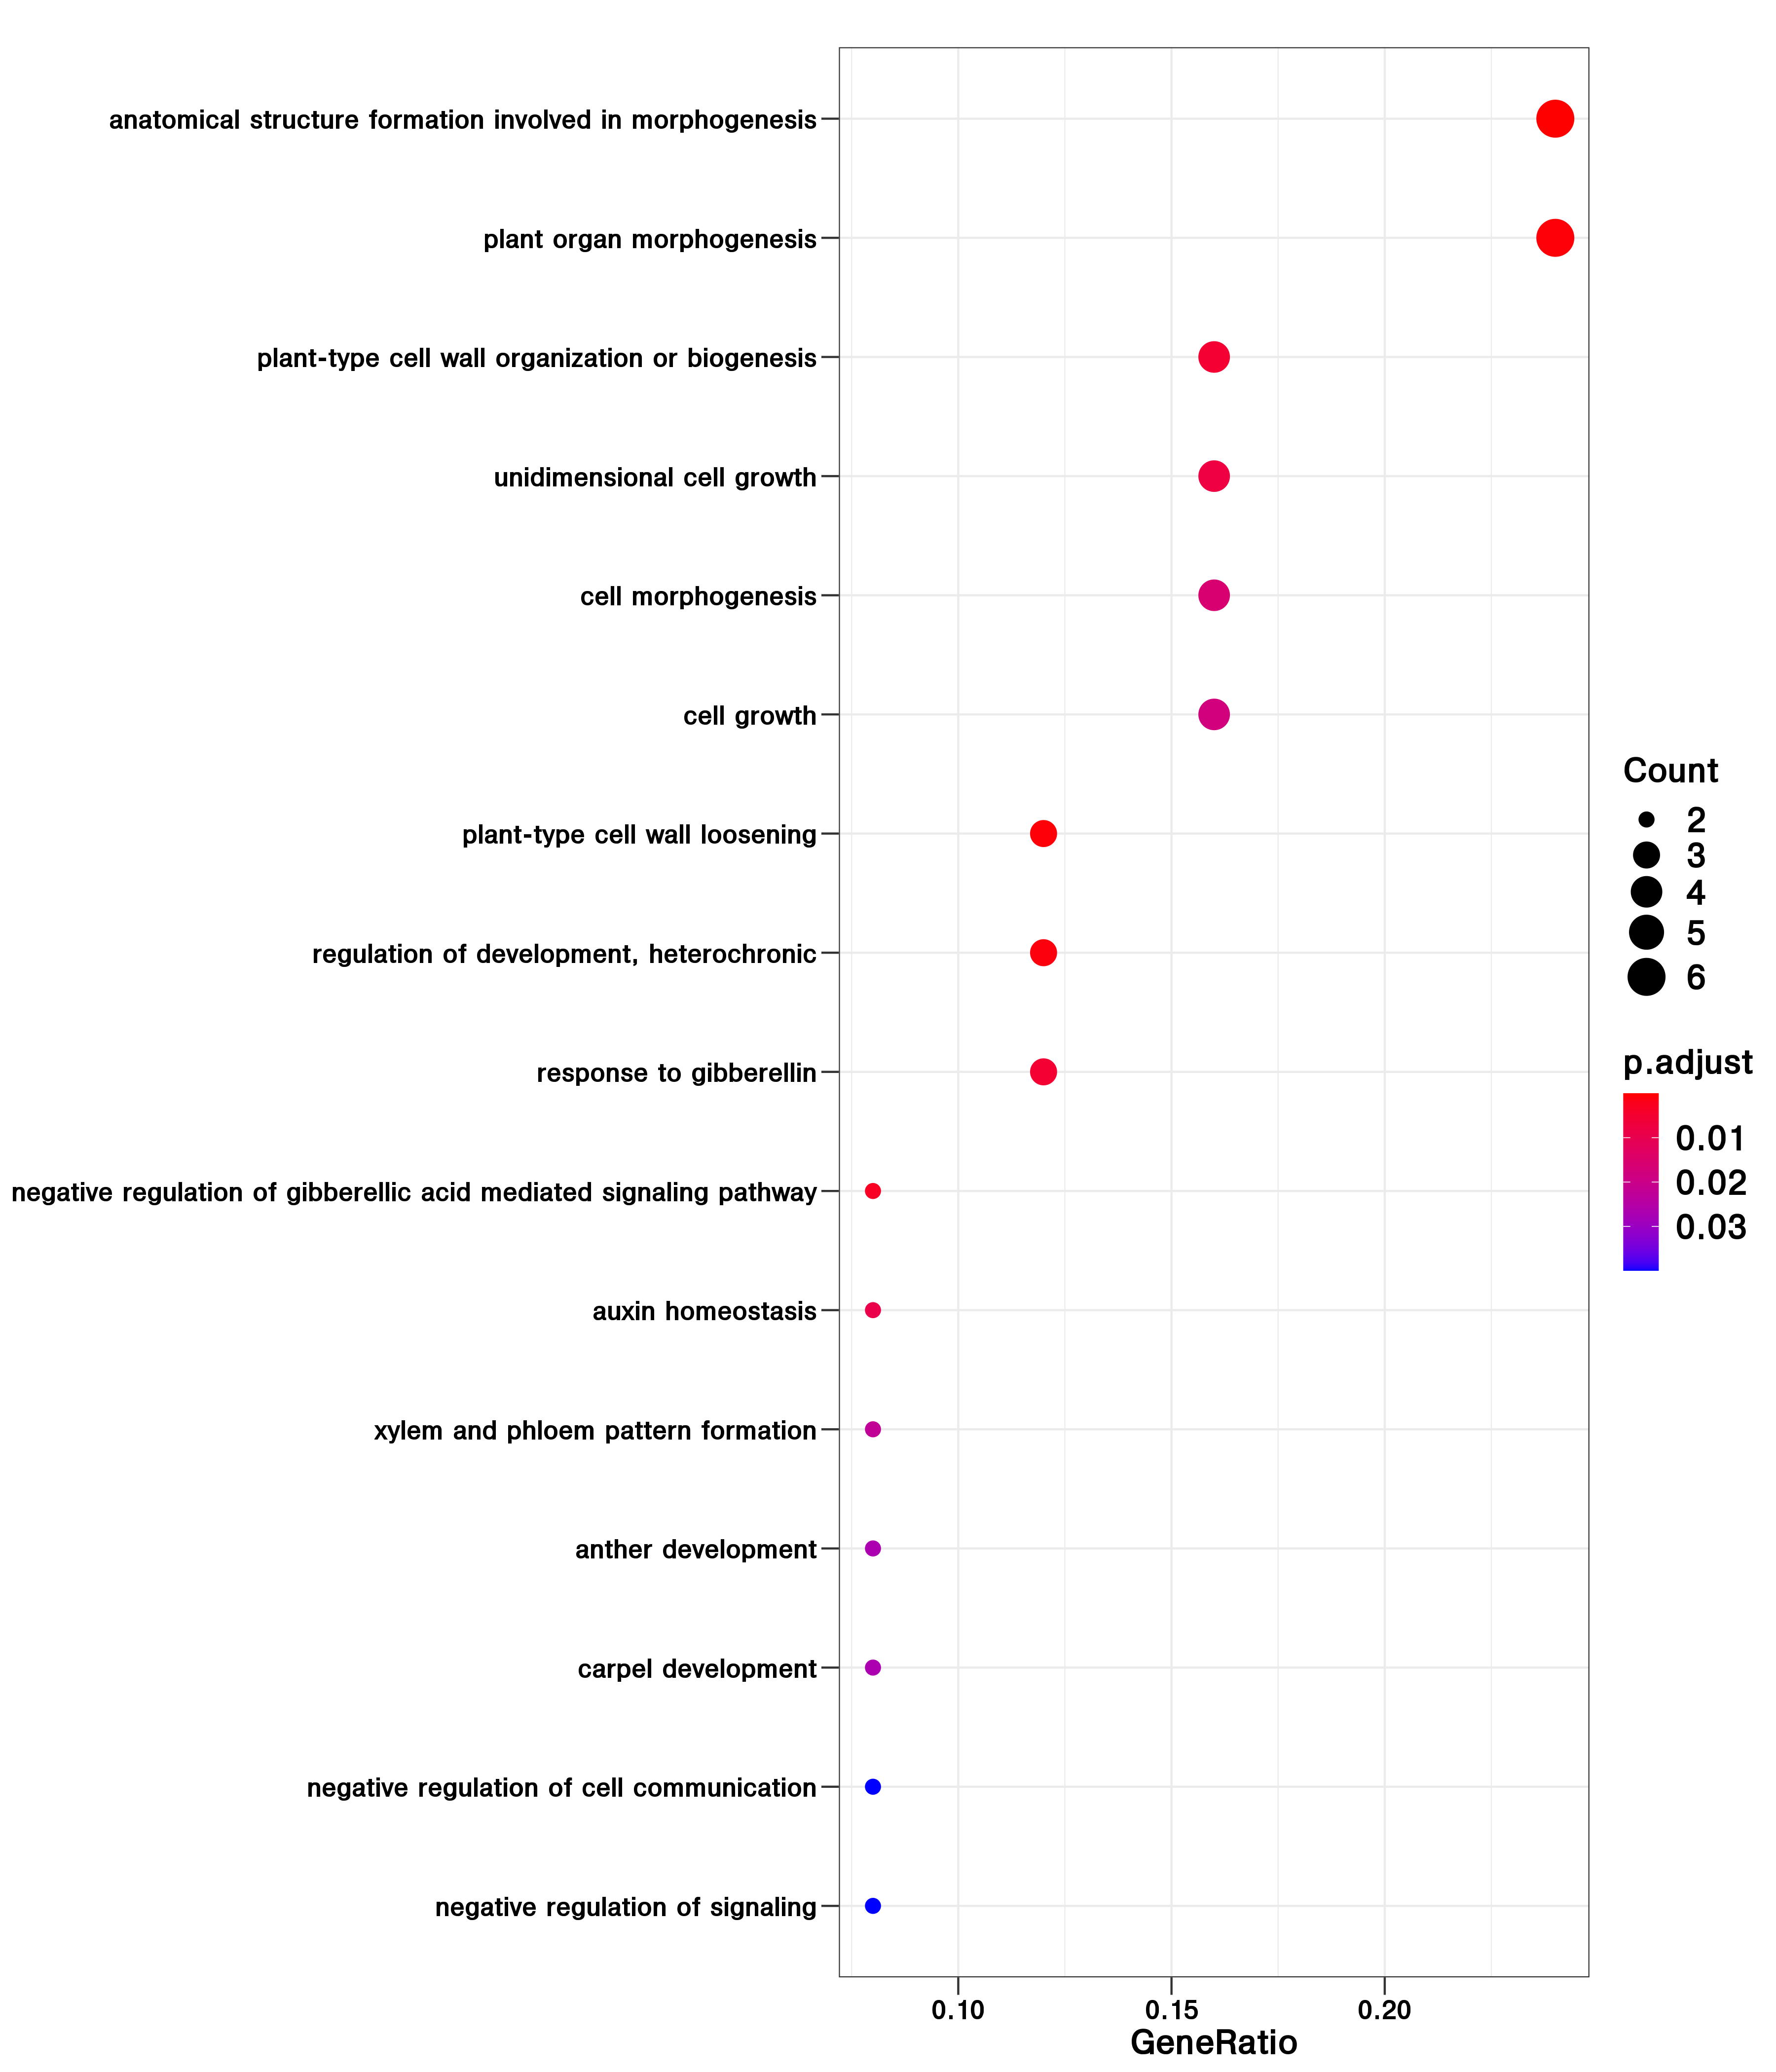 anatomical structure formation involved in morphogenesis
plant organ morphogenesis
plant-type cell wall organization or biogenesis
unidimensional cell growth
cell morphogenesis
cell growth
plant-type cell wall loosening
regulation of development, heterochronic
response to gibberellin
negative regulation of gibberellic acid mediated signaling pathway
auxin homeostasis
xylem and phloem pattern formation
anther development
carpel development
negative regulation of cell communication
negative regulation of signaling
0.10 0.15 0.20
GeneRatio
Count
2
3
4
5
6
p.adjust
0.01
0.02
0.03